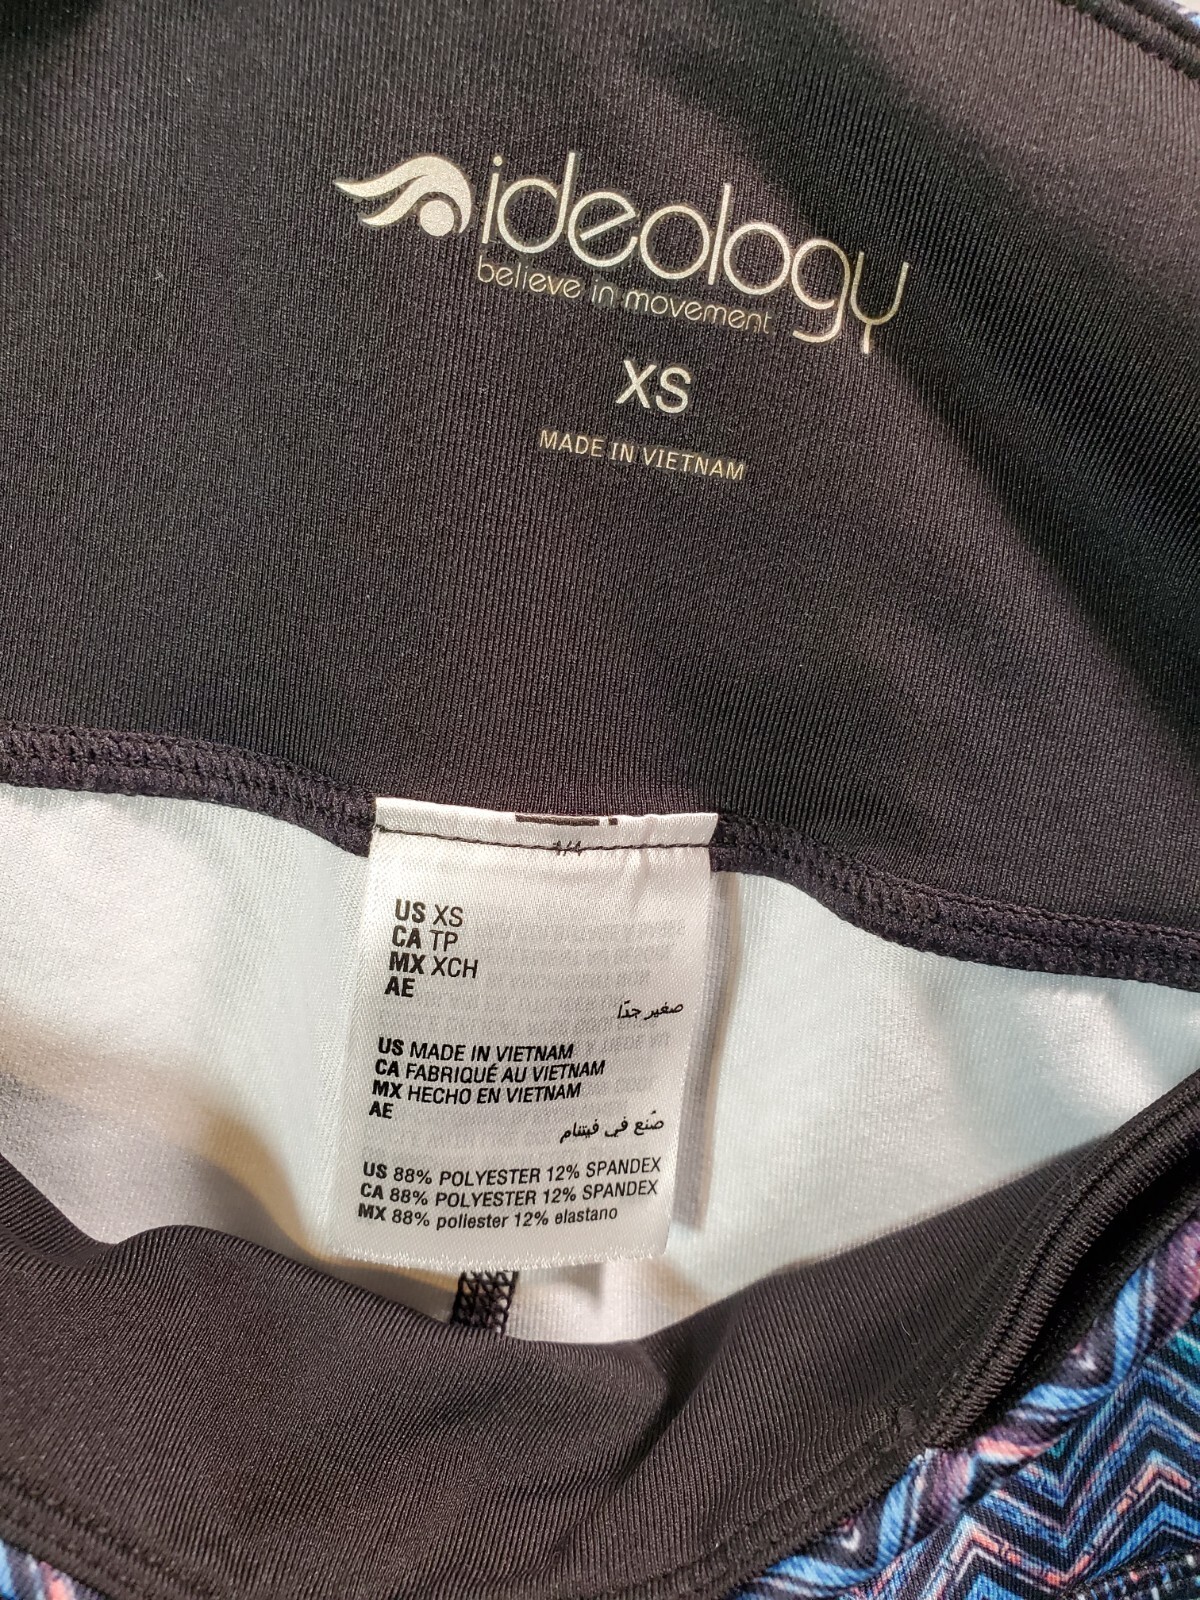 ideology
believe in movement
XS
MADE IN VIETNAM
1/1
US XS
CA TP
MX XCH
AE
صغير جدًا
US MADE IN VIETNAM
CA FABRIQUÉ AU VIETNAM
MX HECHO EN VIETNAM
AE
صُنع في فيتنام
US 88% POLYESTER 12% SPANDEX
CA 88% POLYESTER 12% SPANDEX
MX 88% poliester 12% elastano